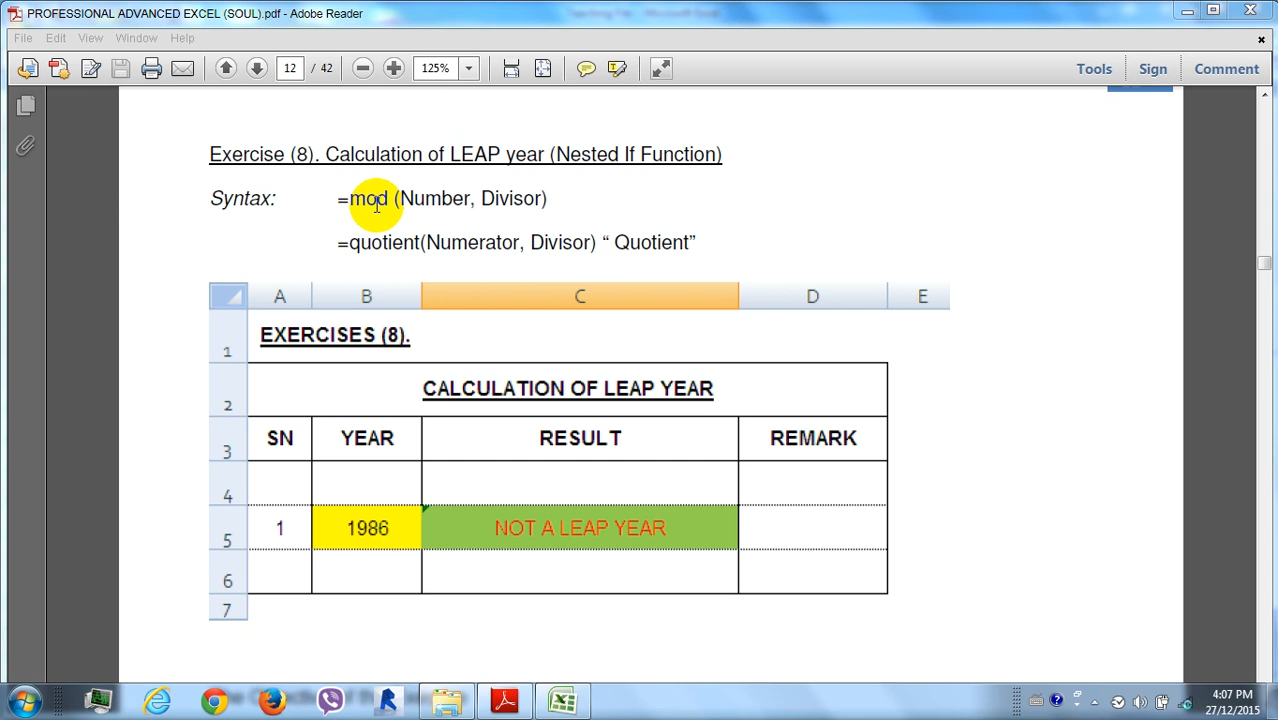 PROFESSIONAL ADVANCED EXCEL (SOUL).pdf - Adobe Reader
File Edit View Window Help
12 / 42 125% Tools Sign Comment
Exercise (8). Calculation of LEAP year (Nested If Function)
Syntax: =mod (Number, Divisor)
=quotient(Numerator, Divisor) “ Quotient”
A B C D E
1 EXERCISES (8).
2 CALCULATION OF LEAP YEAR
3 SN YEAR RESULT REMARK
4
5 1 1986 NOT A LEAP YEAR
6
7
4:07 PM
27/12/2015